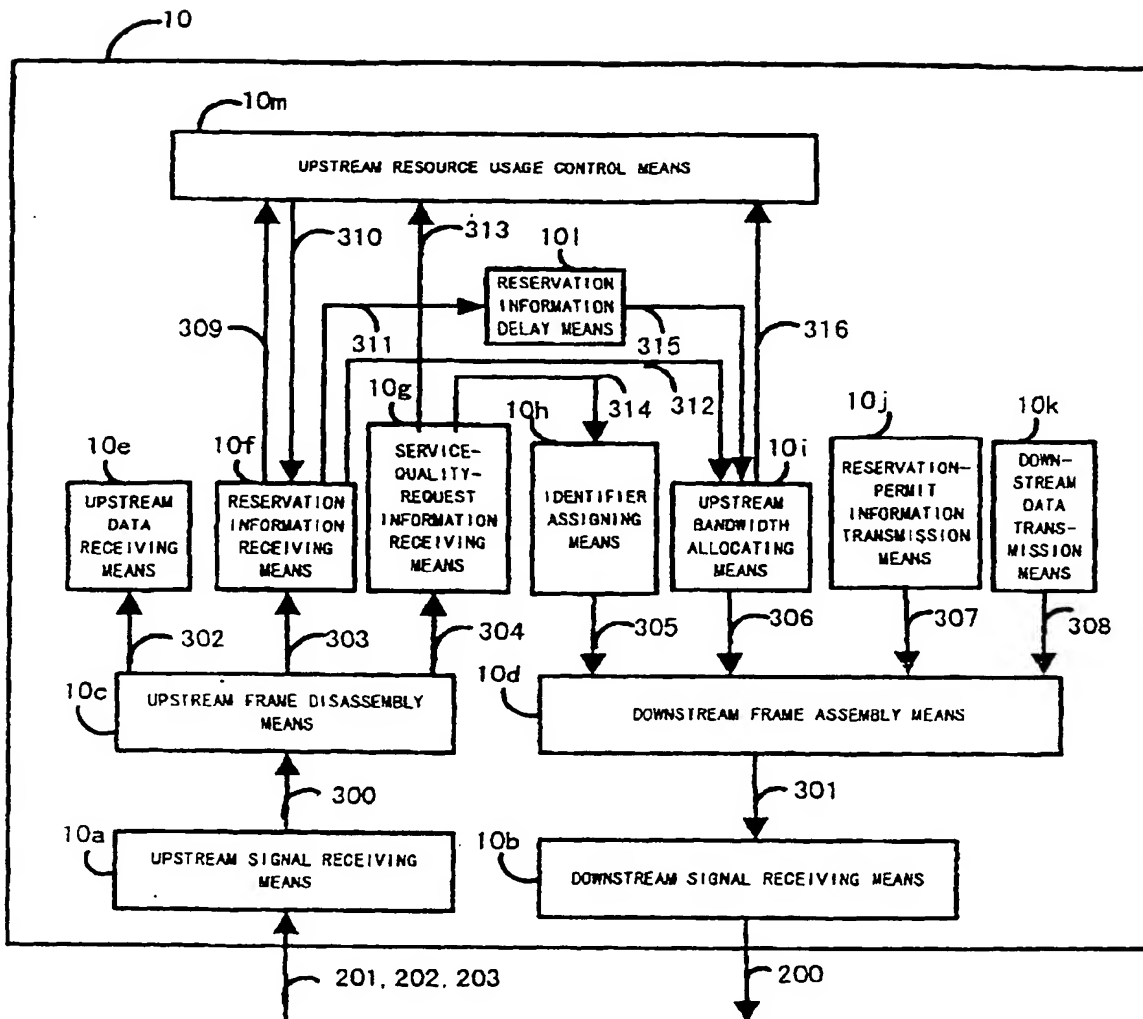 10
10m
UPSTREAM RESOURCE USAGE CONTROL MEANS
309
310
313
10l
RESERVATION
INFORMATION
DELAY MEANS
311
315
316
312
314
10e
UPSTREAM
DATA
RECEIVING
MEANS
10f
RESERVATION
INFORMATION
RECEIVING
MEANS
10g
SERVICE-
QUALITY-
REQUEST
INFORMATION
RECEIVING
MEANS
10h
IDENTIFIER
ASSIGNING
MEANS
10i
UPSTREAM
BANDWIDTH
ALLOCATING
MEANS
10j
RESERVATION-
PERMIT
INFORMATION
TRANSMISSION
MEANS
10k
DOWN-
STREAM
DATA
TRANS-
MISSION
MEANS
302
303
304
305
306
307
308
10c
UPSTREAM FRAME DISASSEMBLY
MEANS
10d
DOWNSTREAM FRAME ASSEMBLY MEANS
300
301
10a
UPSTREAM SIGNAL RECEIVING
MEANS
10b
DOWNSTREAM SIGNAL RECEIVING MEANS
201, 202, 203
200